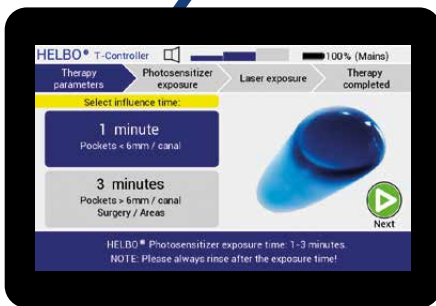 HELBO® T-Controller 100% (Mains)
Therapy parameters
Photosensitizer exposure
Laser exposure
Therapy completed
Select influence time:
1 minute
Pockets < 6mm / canal
3 minutes
Pockets > 6mm / canal
Surgery / Areas
Next
HELBO® Photosensitizer exposure time: 1-3 minutes.
NOTE: Please always rinse after the exposure time!